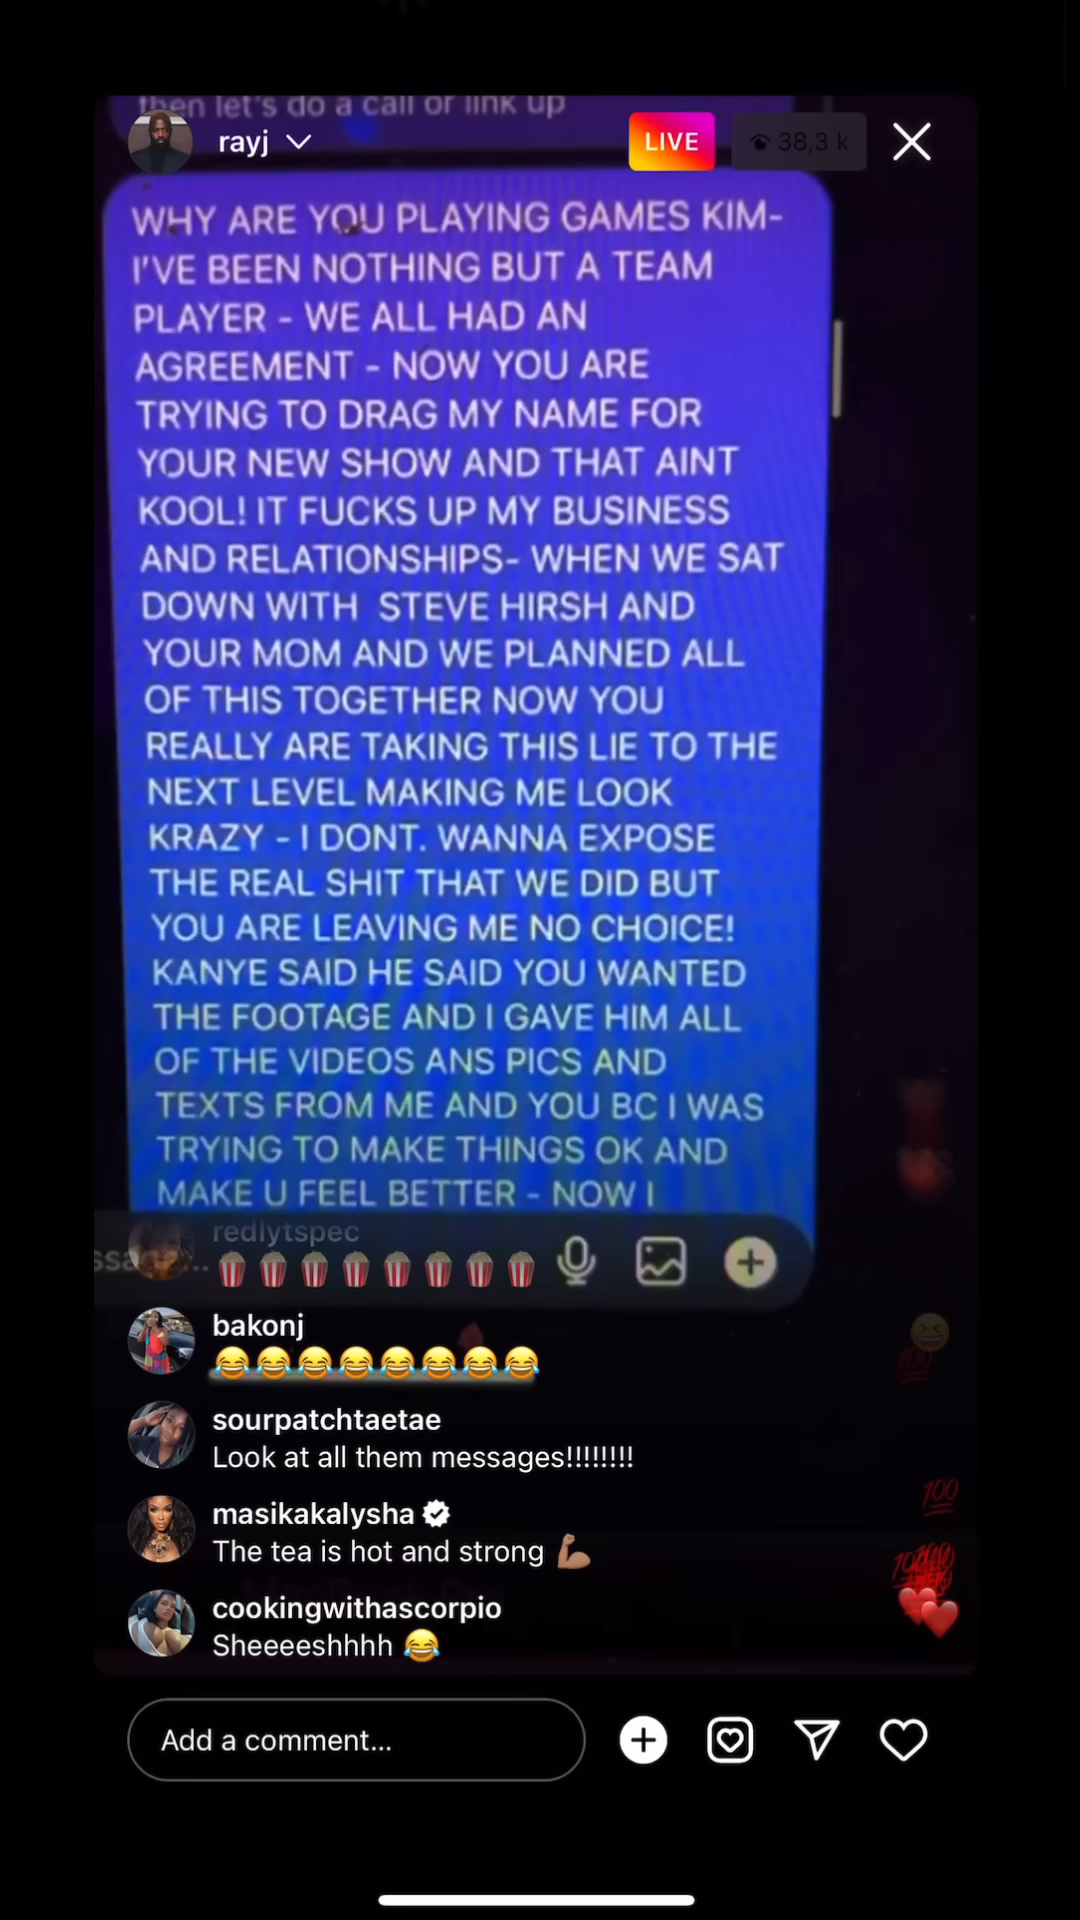 then let's do a call or link up
rayj
LIVE
38,3 k
WHY ARE YOU PLAYING GAMES KIM-
I'VE BEEN NOTHING BUT A TEAM
PLAYER - WE ALL HAD AN
AGREEMENT - NOW YOU ARE
TRYING TO DRAG MY NAME FOR
YOUR NEW SHOW AND THAT AINT
KOOL! IT FUCKS UP MY BUSINESS
AND RELATIONSHIPS- WHEN WE SAT
DOWN WITH  STEVE HIRSH AND
YOUR MOM AND WE PLANNED ALL
OF THIS TOGETHER NOW YOU
REALLY ARE TAKING THIS LIE TO THE
NEXT LEVEL MAKING ME LOOK
KRAZY - I DONT. WANNA EXPOSE
THE REAL SHIT THAT WE DID BUT
YOU ARE LEAVING ME NO CHOICE!
KANYE SAID HE SAID YOU WANTED
THE FOOTAGE AND I GAVE HIM ALL
OF THE VIDEOS ANS PICS AND
TEXTS FROM ME AND YOU BC I WAS
TRYING TO MAKE THINGS OK AND
MAKE U FEEL BETTER - NOW I
redlytspec
🍿🍿🍿🍿🍿🍿🍿🍿
bakonj
😂😂😂😂😂😂😂😂
sourpatchtaetae
Look at all them messages!!!!!!!!
masikakalysha
The tea is hot and strong 💪🏽
cookingwithascorpio
Sheeeeshhhh 😂
Add a comment...